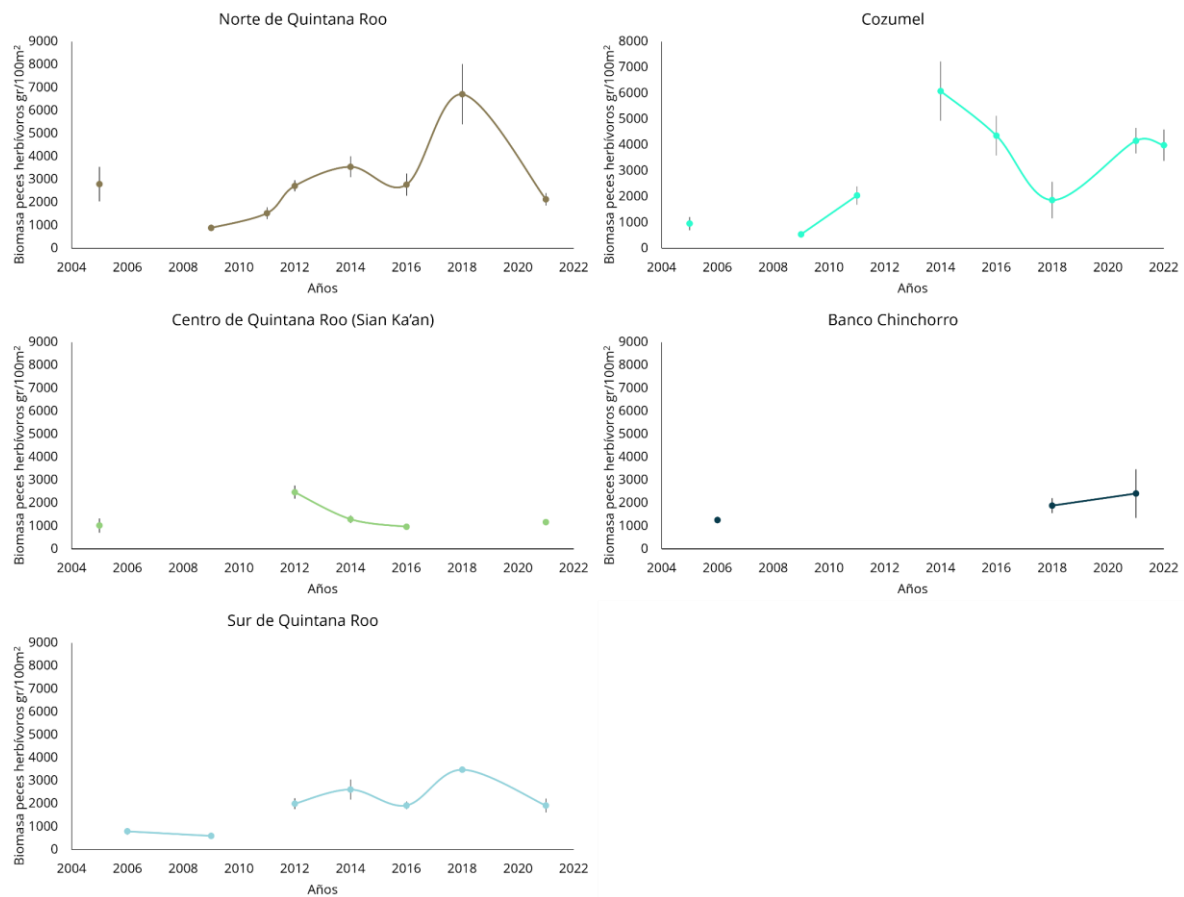 Norte de Quintana Roo
Biomasa peces herbívoros gr/100m²
9000
8000
7000
6000
5000
4000
3000
2000
1000
0
2004 2006 2008 2010 2012 2014 2016 2018 2020 2022
Años
Cozumel
Biomasa peces herbívoros gr/100m²
8000
7000
6000
5000
4000
3000
2000
1000
0
2004 2006 2008 2010 2012 2014 2016 2018 2020 2022
Años
Centro de Quintana Roo (Sian Ka’an)
Biomasa peces herbívoros gr/100m²
9000
8000
7000
6000
5000
4000
3000
2000
1000
0
2004 2006 2008 2010 2012 2014 2016 2018 2020 2022
Años
Banco Chinchorro
Biomasa peces herbívoros gr/100m²
9000
8000
7000
6000
5000
4000
3000
2000
1000
0
2004 2006 2008 2010 2012 2014 2016 2018 2020 2022
Años
Sur de Quintana Roo
Biomasa peces herbívoros gr/100m²
9000
8000
7000
6000
5000
4000
3000
2000
1000
0
2004 2006 2008 2010 2012 2014 2016 2018 2020 2022
Años